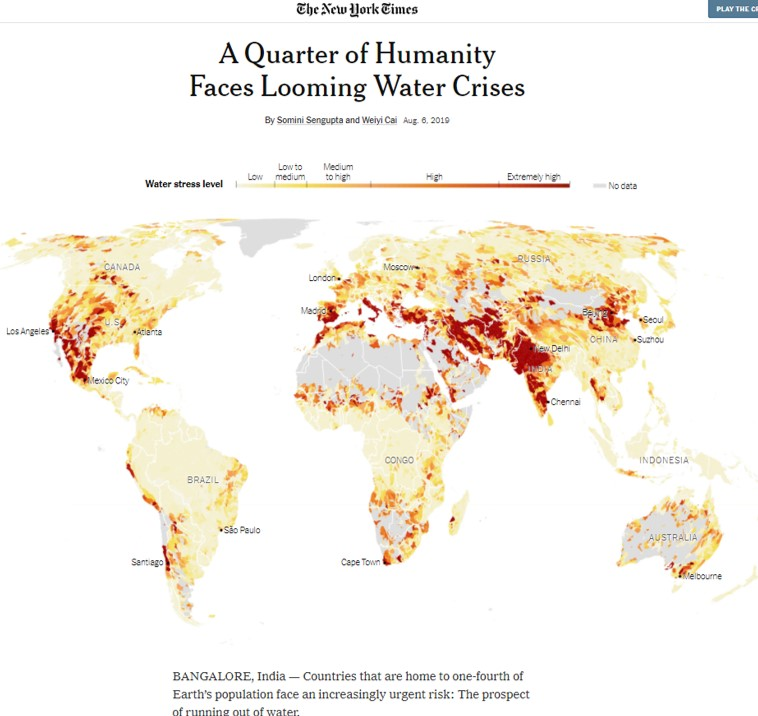 The New York Times
PLAY THE
A Quarter of Humanity
Faces Looming Water Crises
By Somini Sengupta and Weiyi Cai Aug. 6, 2019
Water stress level
Low
Low to
medium
Medium
to high
High
Extremely high
No data
CANADA
RUSSIA
Moscow
London
Madrid
Beijing
Seoul
Los Angeles
U.S.
Atlanta
CHINA
Suzhou
New Delhi
INDIA
Mexico City
Chennai
CONGO
INDONESIA
BRAZIL
São Paulo
AUSTRALIA
Santiago
Cape Town
Melbourne
BANGALORE, India — Countries that are home to one-fourth of
Earth’s population face an increasingly urgent risk: The prospect
of running out of water.